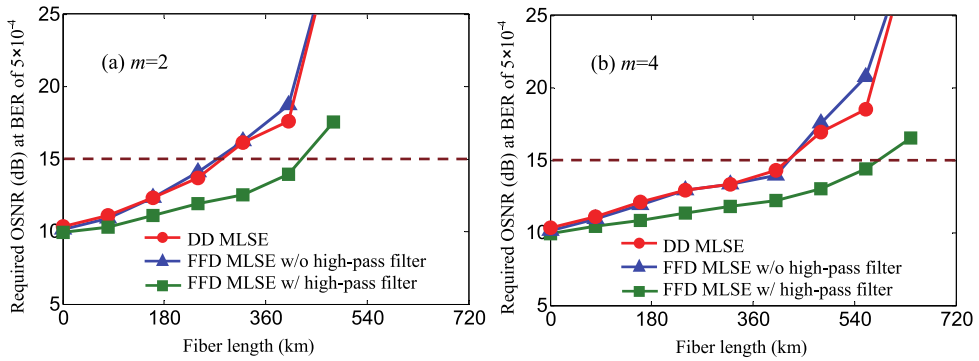 Required OSNR (dB) at BER of 5×10⁻⁴
25
20
15
10
5
(a) m=2
DD MLSE
FFD MLSE w/o high-pass filter
FFD MLSE w/ high-pass filter
0
180
360
540
720
Fiber length (km)
Required OSNR (dB) at BER of 5×10⁻⁴
25
20
15
10
5
(b) m=4
DD MLSE
FFD MLSE w/o high-pass filter
FFD MLSE w/ high-pass filter
0
180
360
540
720
Fiber length (km)